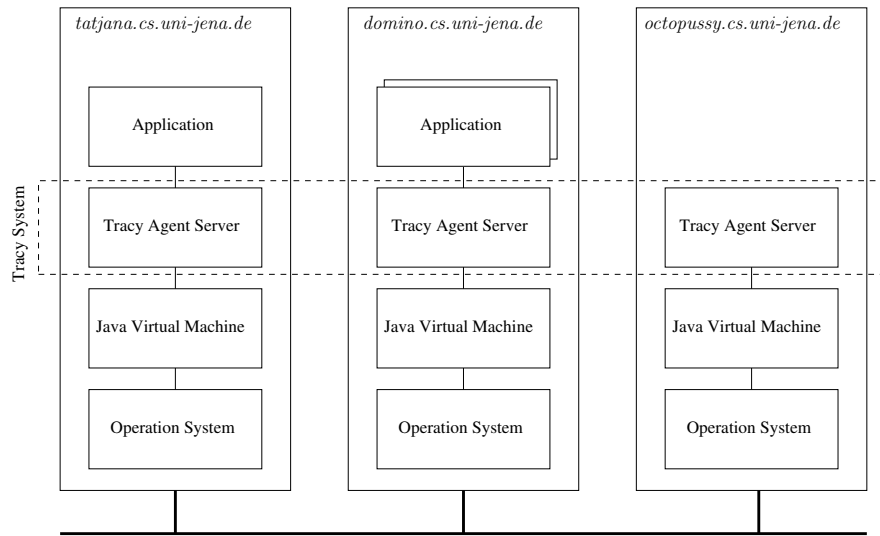 tatjana.cs.uni-jena.de
domino.cs.uni-jena.de
octopussy.cs.uni-jena.de
Application
Application
Tracy System
Tracy Agent Server
Tracy Agent Server
Tracy Agent Server
Java Virtual Machine
Java Virtual Machine
Java Virtual Machine
Operation System
Operation System
Operation System